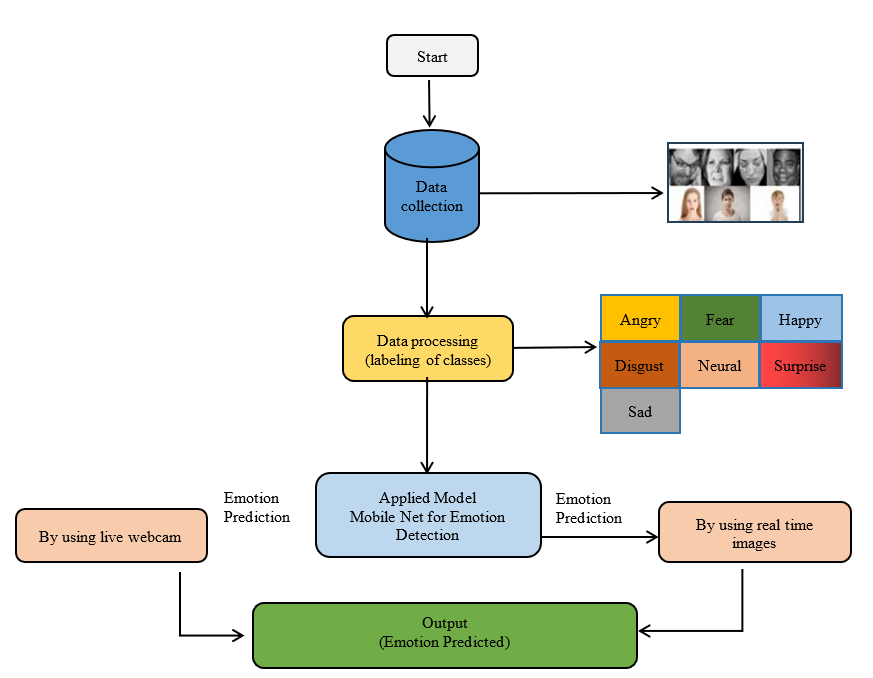 Start
Data
collection
Data processing
(labeling of classes)
Angry
Fear
Happy
Disgust
Neural
Surprise
Sad
Emotion
Prediction
Applied Model
Mobile Net for Emotion
Detection
Emotion
Prediction
By using live webcam
By using real time
images
Output
(Emotion Predicted)